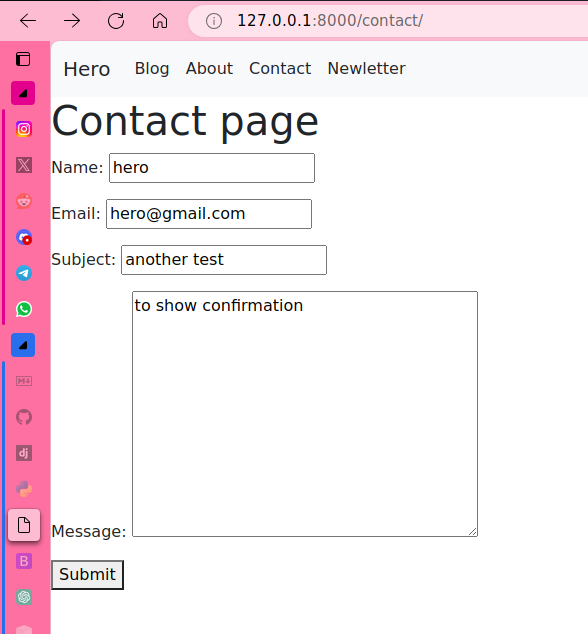 127.0.0.1:8000/contact/
Hero Blog About Contact Newletter
Contact page
Name: hero
Email: hero@gmail.com
Subject: another test
to show confirmation
Message:
Submit
M
dj
B